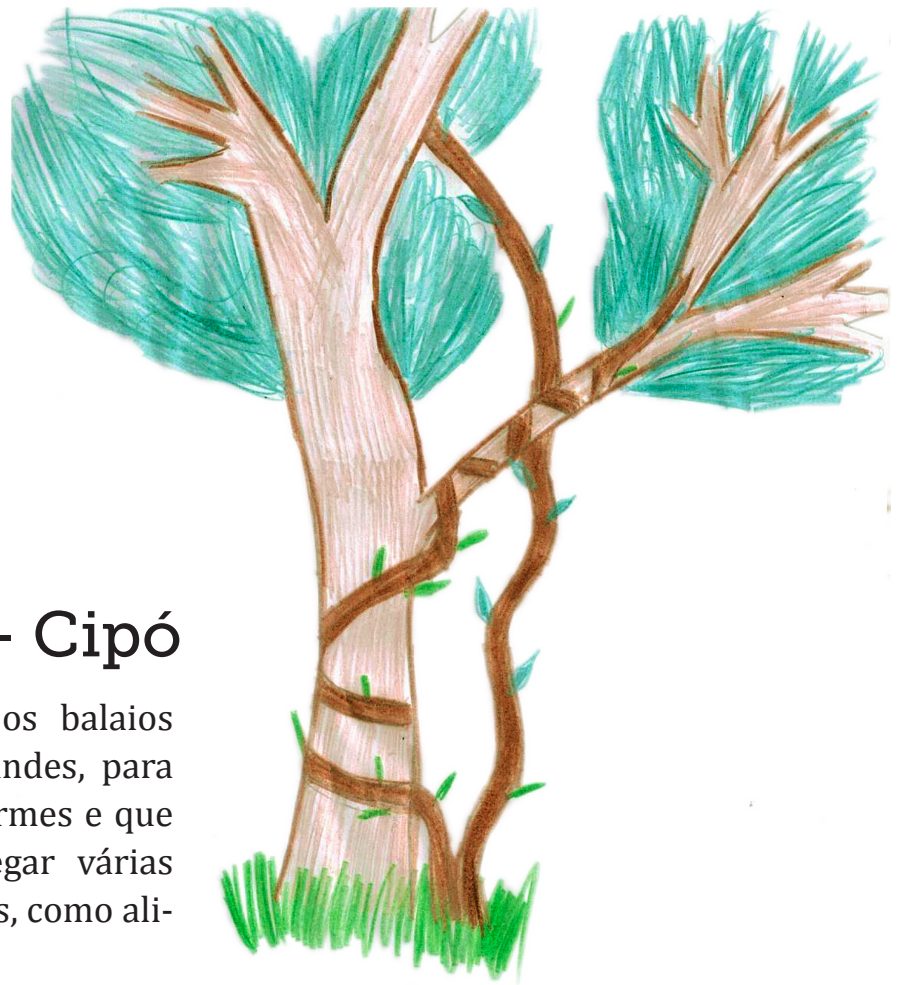 - Cipó
os balaios
ndes, para
rmes e que
egar várias
s, como ali-